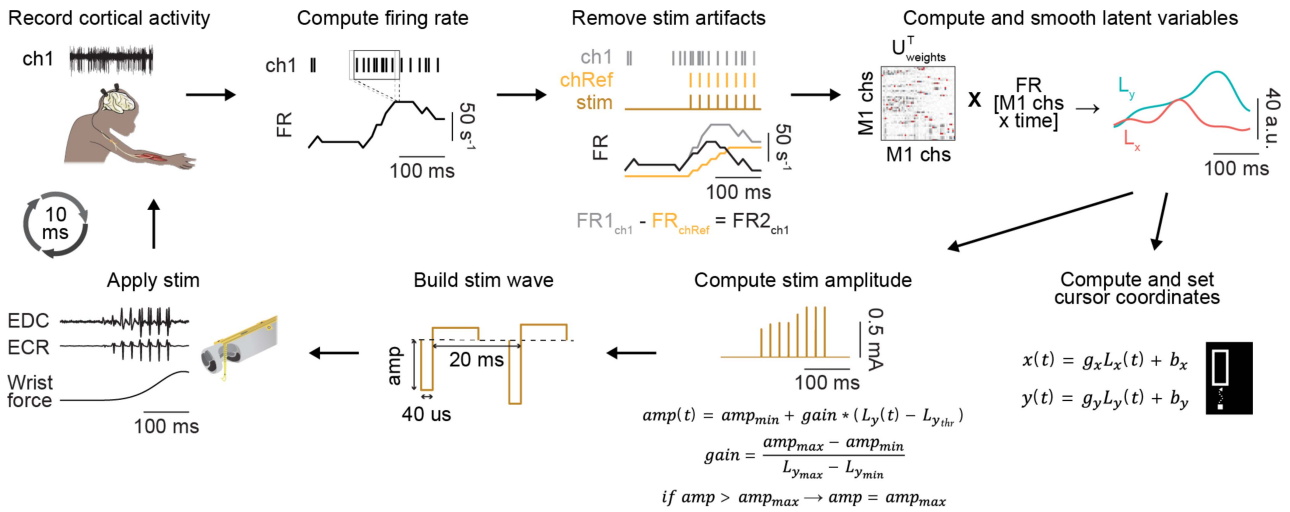 Record cortical activity
ch1
10
ms
Compute firing rate
ch1
FR
50 s⁻¹
100 ms
Remove stim artifacts
ch1
chRef
stim
FR
50 s⁻¹
100 ms
FR1ch1 - FRchRef = FR2ch1
Compute and smooth latent variables
UᵀWeights
M1 chs
M1 chs
X
FR
[M1 chs
x time]
Ly
Lx
40 a.u.
100 ms
Compute and set
cursor coordinates
x(t) = gxLx(t) + bx
y(t) = gyLy(t) + by
Compute stim amplitude
0.5 mA
100 ms
amp(t) = ampmin + gain * (Ly(t) − Lythr)
gain = (ampmax − ampmin) / (Lymax − Lymin)
if amp > ampmax → amp = ampmax
Build stim wave
amp
20 ms
40 us
Apply stim
EDC
ECR
Wrist
force
100 ms